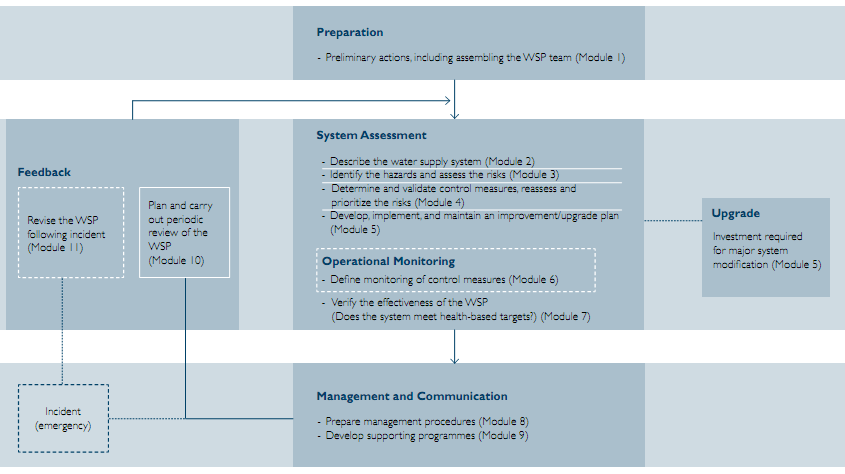 Preparation
- Preliminary actions, including assembling the WSP team (Module 1)
System Assessment
- Describe the water supply system (Module 2)
- Identify the hazards and assess the risks (Module 3)
- Determine and validate control measures, reassess and
prioritize the risks (Module 4)
- Develop, implement, and maintain an improvement/upgrade plan
(Module 5)
Operational Monitoring
- Define monitoring of control measures (Module 6)
- Verify the effectiveness of the WSP
(Does the system meet health-based targets?) (Module 7)
Feedback
Revise the WSP
following incident
(Module 11)
Plan and carry
out periodic
review of the
WSP
(Module 10)
Upgrade
Investment required
for major system
modification (Module 5)
Incident
(emergency)
Management and Communication
- Prepare management procedures (Module 8)
- Develop supporting programmes (Module 9)